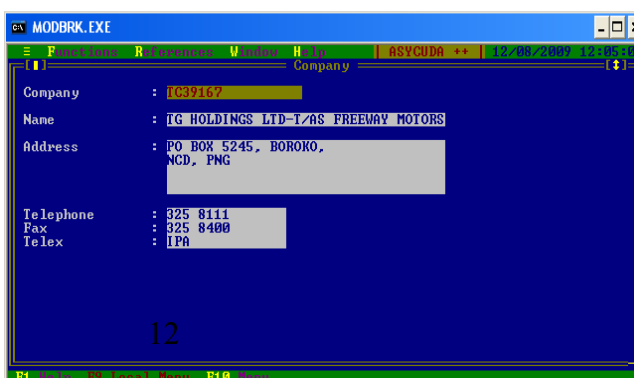 MODBRK.EXE
≡ Functions References Window Help ASYCUDA ++ 12/08/2009 12:05:0
Company
Company : TC39167
Name : TG HOLDINGS LTD-T/AS FREEWAY MOTORS
Address : PO BOX 5245, BOROKO,
NCD, PNG
Telephone : 325 8111
Fax : 325 8400
Telex : IPA
12
F1 Help F9 Local Menu F10 Menu